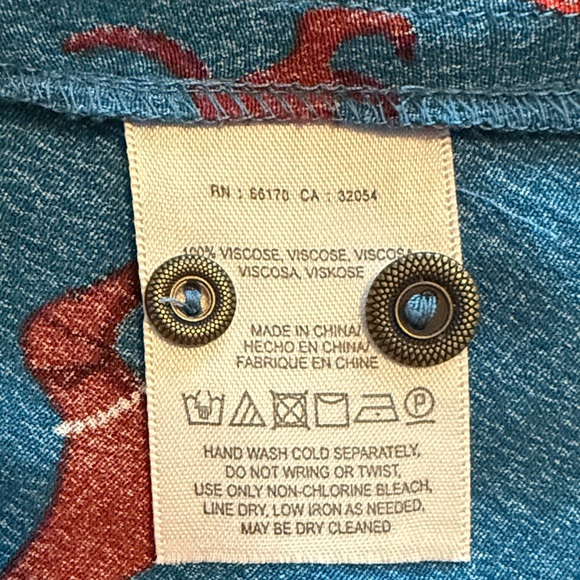 RN : 66170 CA : 32054
100% VISCOSE, VISCOSE, VISCOSA,
VISCOSA, VISKOSE
MADE IN CHINA/
HECHO EN CHINA/
FABRIQUE EN CHINE
P
HAND WASH COLD SEPARATELY,
DO NOT WRING OR TWIST,
USE ONLY NON-CHLORINE BLEACH,
LINE DRY, LOW IRON AS NEEDED,
MAY BE DRY CLEANED